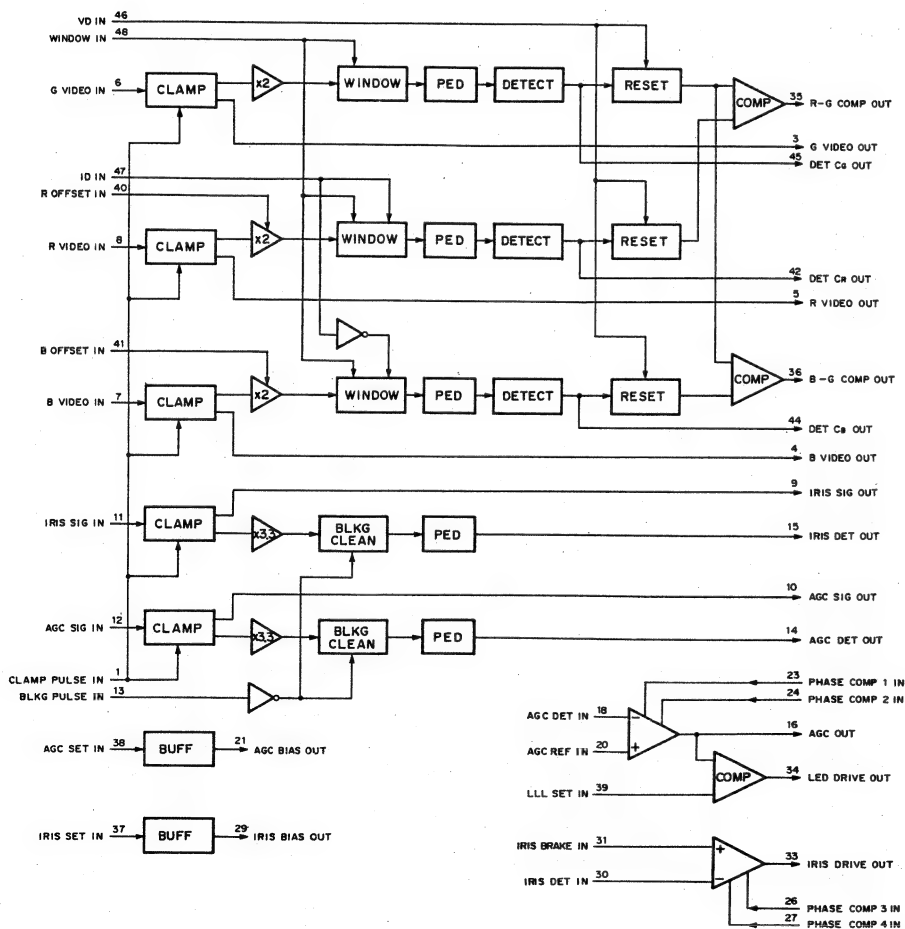 VD IN 46
WINDOW IN 48
G VIDEO IN 6 CLAMP x2 WINDOW PED DETECT RESET COMP 35 R-G COMP OUT
3 G VIDEO OUT
45 DET CG OUT
ID IN 47
R OFFSET IN 40
R VIDEO IN 8 CLAMP x2 WINDOW PED DETECT RESET
42 DET CR OUT
5 R VIDEO OUT
B OFFSET IN 41
B VIDEO IN 7 CLAMP x2 WINDOW PED DETECT RESET COMP 36 B-G COMP OUT
44 DET CB OUT
4 B VIDEO OUT
9 IRIS SIG OUT
IRIS SIG IN 11 CLAMP x3,3 BLKG CLEAN PED 15 IRIS DET OUT
10 AGC SIG OUT
AGC SIG IN 12 CLAMP x3,3 BLKG CLEAN PED 14 AGC DET OUT
CLAMP PULSE IN 1
BLKG PULSE IN 13
23 PHASE COMP 1 IN
24 PHASE COMP 2 IN
AGC DET IN 18 - 16 AGC OUT
AGC SET IN 38 BUFF 21 AGC BIAS OUT
AGC REF IN 20 +
COMP 34 LED DRIVE OUT
LLL SET IN 39
IRIS SET IN 37 BUFF 29 IRIS BIAS OUT
IRIS BRAKE IN 31 + 33 IRIS DRIVE OUT
IRIS DET IN 30 -
26 PHASE COMP 3 IN
27 PHASE COMP 4 IN